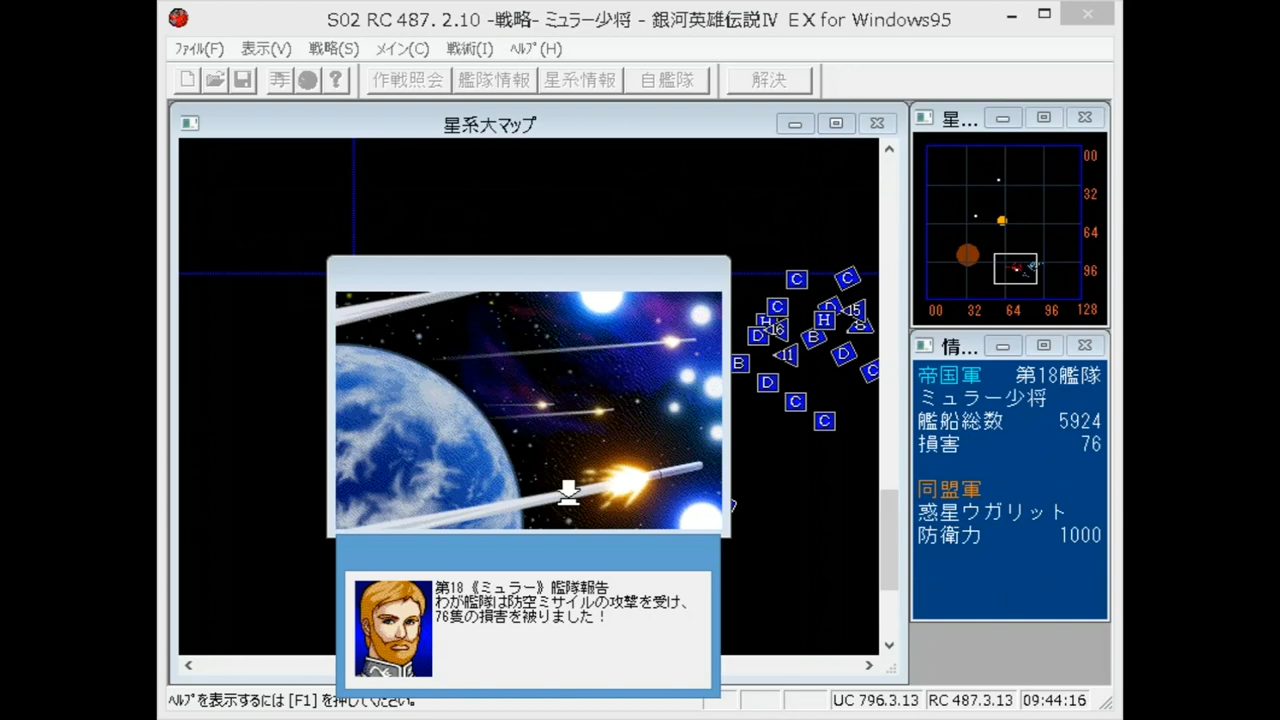 S02 RC 487. 2.10 -戦略- ミュラー少将 - 銀河英雄伝説Ⅳ EX for Windows95
ﾌｧｲﾙ(F) 表示(V) 戦略(S) メイン(C) 戦術(I) ﾍﾙﾌﾟ(H)
作戦照会 艦隊情報 星系情報 自艦隊 解決
星系大マップ
星...
00
32
64
96
00 32 64 96 128
C C
C D 15
H 16 H B
D B
11 D
B D C
C
C
情...
帝国軍 第18艦隊
ミュラー少将
艦船総数 5924
損害 76
同盟軍
惑星ウガリット
防衛力 1000
第18《ミュラー》艦隊報告
わが艦隊は防空ミサイルの攻撃を受け、
76隻の損害を被りました！
ﾍﾙﾌﾟを表示するには [F1] を押してください。
UC 796.3.13 RC 487.3.13 09:44:16